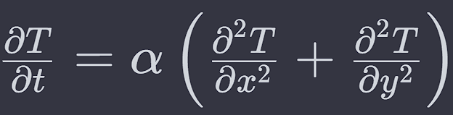 ∂T/∂t = α (∂²T/∂x² + ∂²T/∂y²)